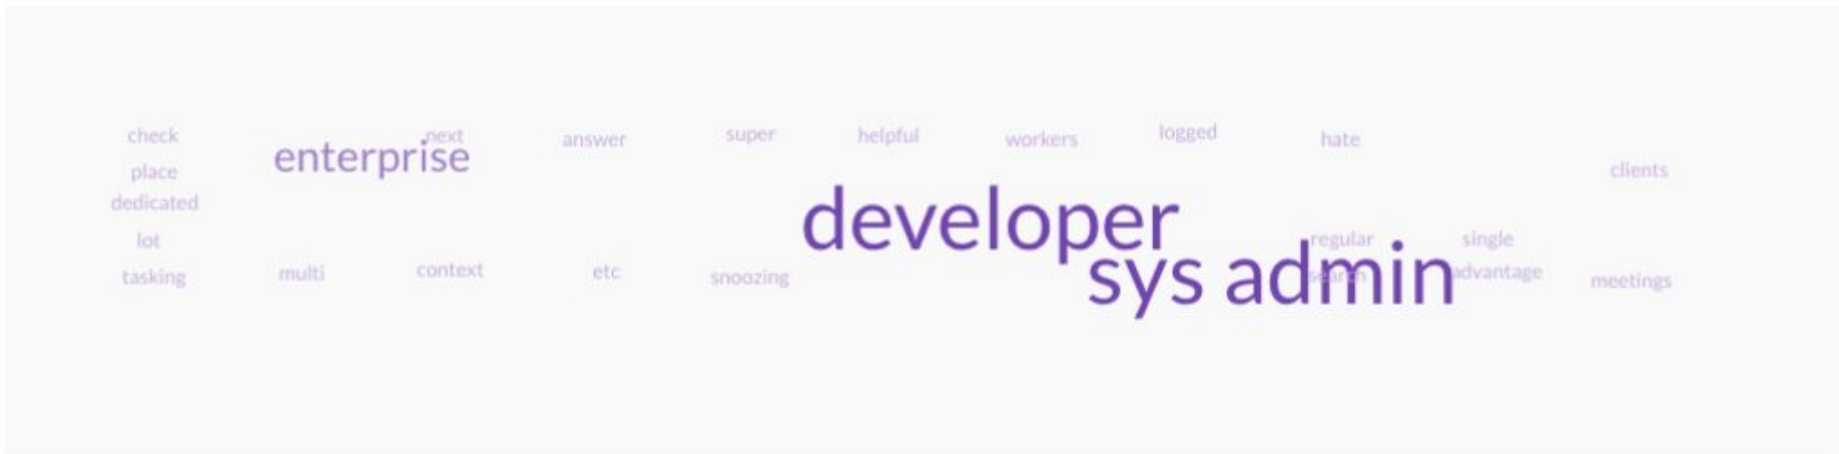 check
next
answer
super
helpful
workers
logged
hate
enterprise
place
clients
dedicated
developer
lot
regular
single
tasking
multi
context
etc
snoozing
sys admin
search
advantage
meetings